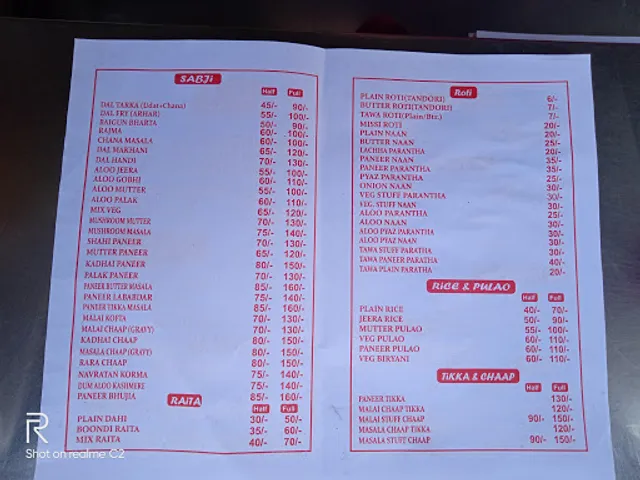 SABJi
Half Full
DAL TAKKA (Udat+Chana) 45/- 90/-
DAL FRY (ARHAR) 55/- 100/-
BAIGUN BHARTA 50/- 90/-
RAJMA 60/- 100/-
CHANA MASALA 60/- 100/-
DAL MAKHANI 65/- 120/-
DAL HANDI 70/- 130/-
ALOO JEERA 55/- 100/-
ALOO GOBHI 60/- 110/-
ALOO MUTTER 55/- 100/-
ALOO PALAK 60/- 110/-
MIX VEG 65/- 120/-
MUSHROOM MUTTER 70/- 130/-
MUSHROOM MASALA 75/- 140/-
SHAHI PANEER 70/- 130/-
MUTTER PANEER 65/- 120/-
KADHAI PANEER 80/- 150/-
PALAK PANEER 70/- 130/-
PANEER BUTTER MASALA 85/- 160/-
PANEER LABABDAR 75/- 140/-
PANEER TIKKA MASALA 85/- 160/-
MALAI KOFTA 70/- 130/-
MALAI CHAAP (GRAVY) 70/- 130/-
KADHAI CHAAP 80/- 150/-
MASALA CHAAP (GRAVY) 80/- 150/-
RARA CHAAP 80/- 150/-
NAVRATAN KORMA 75/- 140/-
DUM ALOO KASHMERE 75/- 140/-
PANEER BHUJIA 85/- 160/-
RAITA
Half Full
PLAIN DAHI 30/- 50/-
BOONDI RAITA 35/- 60/-
MIX RAITA 40/- 70/-
Roti
PLAIN ROTI(TANDORI) 6/-
BUTTER ROTI(TANDORI) 7/-
TAWA ROTI(Plain/Btr.) 7/-
MISSI ROTI 20/-
PLAIN NAAN 20/-
BUTTER NAAN 25/-
LACHHA PARANTHA 25/-
PANEER NAAN 35/-
PANEER PARANTHA 35/-
PYAZ PARANTHA 25/-
ONION NAAN 30/-
VEG STUFF PARANTHA 30/-
VEG. STUFF NAAN 30/-
ALOO PARANTHA 25/-
ALOO NAAN 30/-
ALOO PYAZ PARANTHA 30/-
ALOO PYAZ NAAN 30/-
TAWA STUFF PARATHA 30/-
TAWA PANEER PARATHA 40/-
TAWA PLAIN PARATHA 20/-
RiCE & PULAO
Half Full
PLAIN RICE 40/- 70/-
JEERA RICE 50/- 90/-
MUTTER PULAO 55/- 100/-
VEG PULAO 60/- 110/-
PANEER PULAO 60/- 110/-
VEG BIRYANI 60/- 110/-
TiKKA & CHAAP
Half Full
PANEER TIKKA 130/-
MALAI CHAAP TIKKA 120/-
MALAI STUFF CHAAP 90/- 150/-
MASALA CHAAP TIKKA 120/-
MASALA STUFF CHAAP 90/- 150/-
R
Shot on realme C2